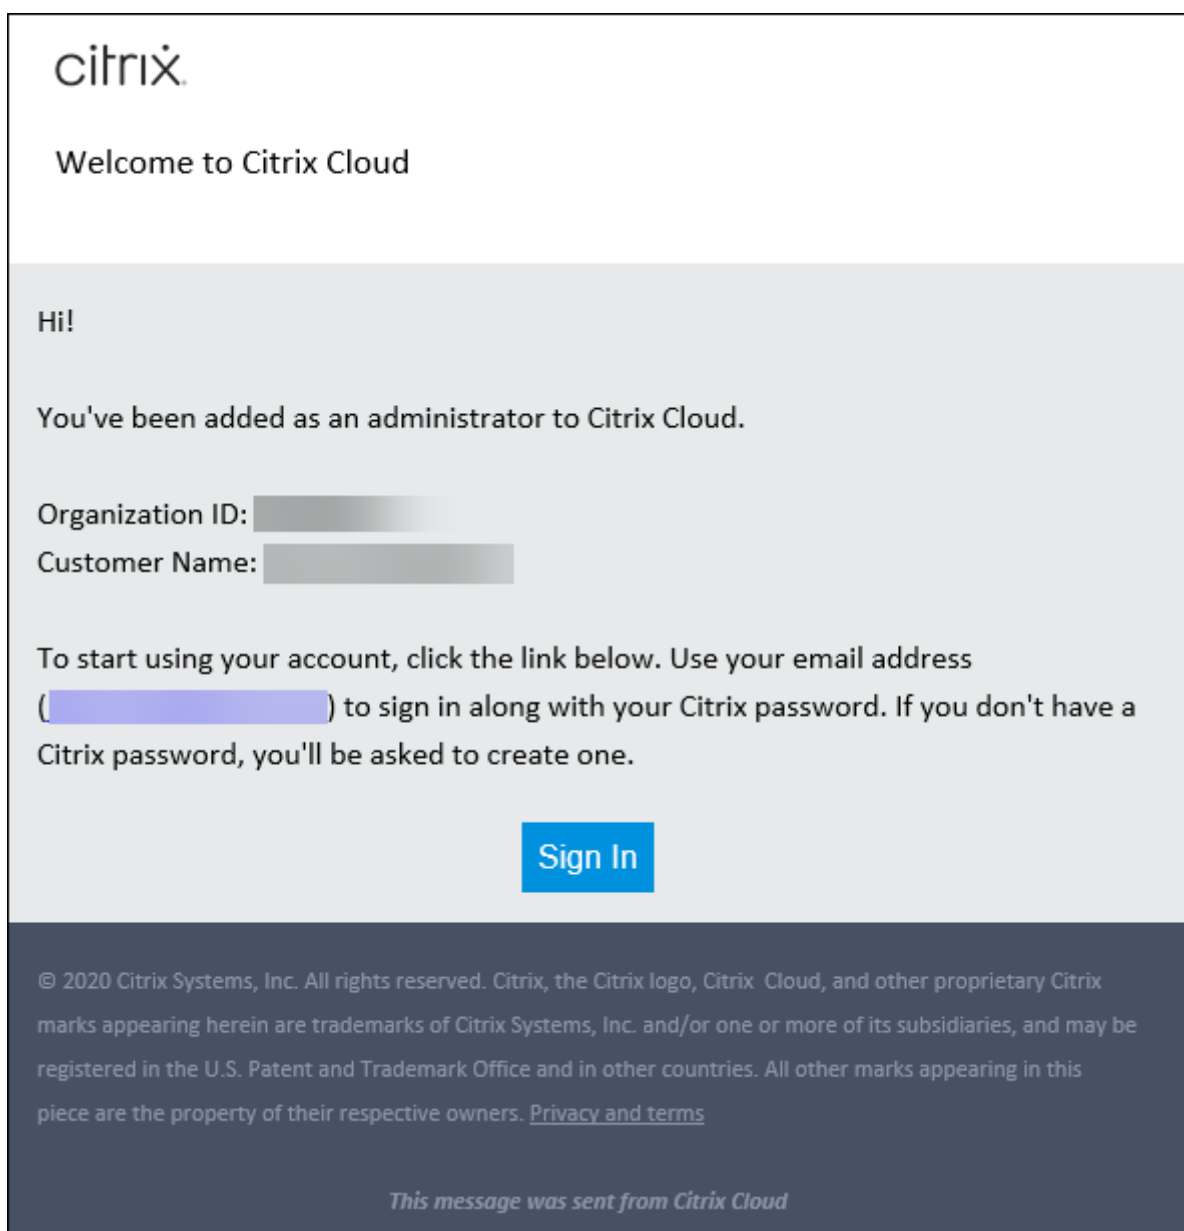 citrix
Welcome to Citrix Cloud
Hi!
You've been added as an administrator to Citrix Cloud.
Organization ID:
Customer Name:
To start using your account, click the link below. Use your email address
( ) to sign in along with your Citrix password. If you don't have a
Citrix password, you'll be asked to create one.
Sign In
© 2020 Citrix Systems, Inc. All rights reserved. Citrix, the Citrix logo, Citrix Cloud, and other proprietary Citrix
marks appearing herein are trademarks of Citrix Systems, Inc. and/or one or more of its subsidiaries, and may be
registered in the U.S. Patent and Trademark Office and in other countries. All other marks appearing in this
piece are the property of their respective owners. Privacy and terms
This message was sent from Citrix Cloud